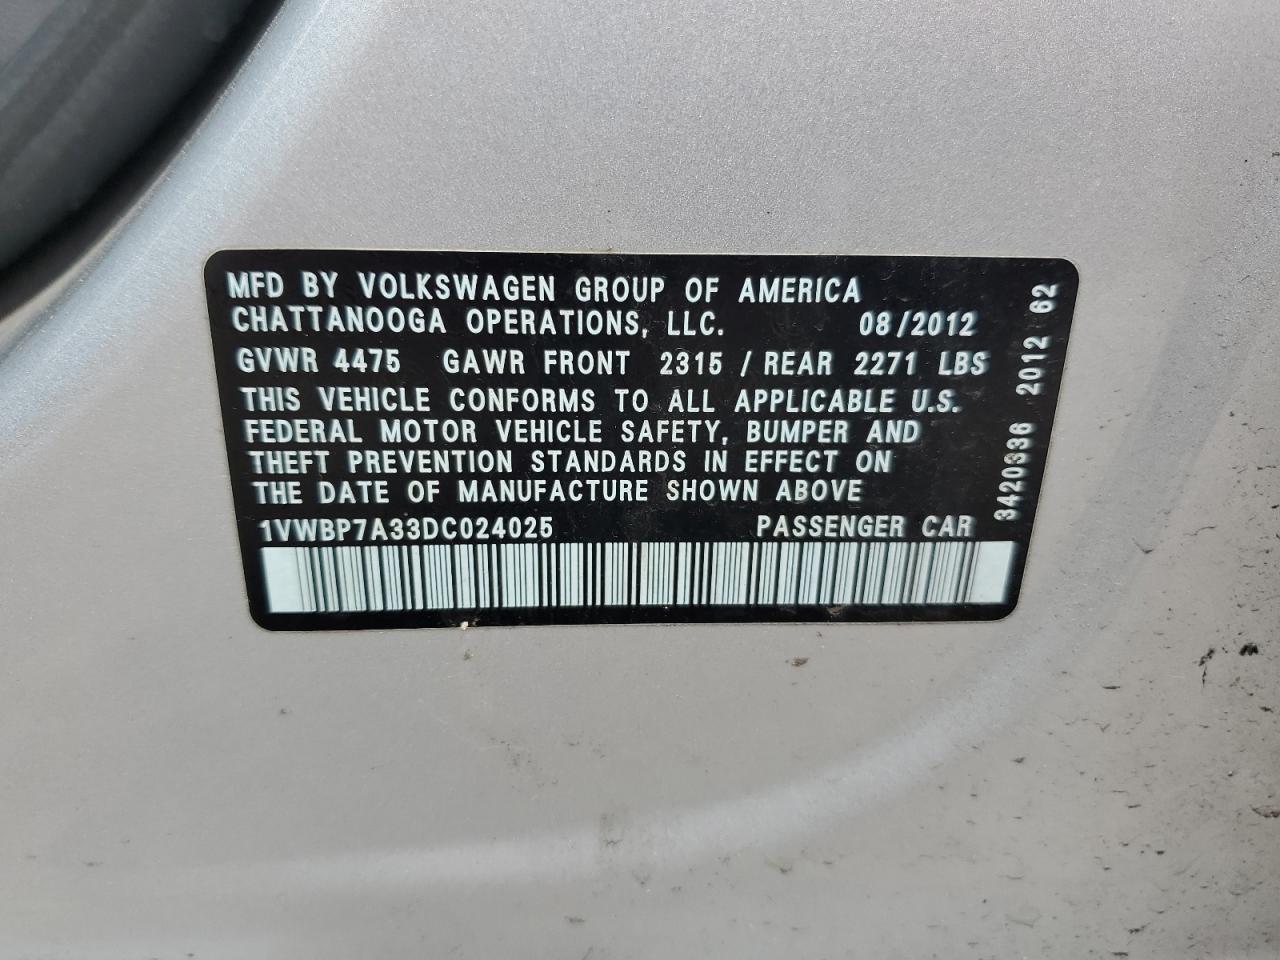 MFD BY VOLKSWAGEN GROUP OF AMERICA
CHATTANOOGA OPERATIONS, LLC. 08/2012
GVWR 4475 GAWR FRONT 2315 / REAR 2271 LBS
THIS VEHICLE CONFORMS TO ALL APPLICABLE U.S.
FEDERAL MOTOR VEHICLE SAFETY, BUMPER AND
THEFT PREVENTION STANDARDS IN EFFECT ON
THE DATE OF MANUFACTURE SHOWN ABOVE
1VWBP7A33DC024025 PASSENGER CAR
3420336 2012 62